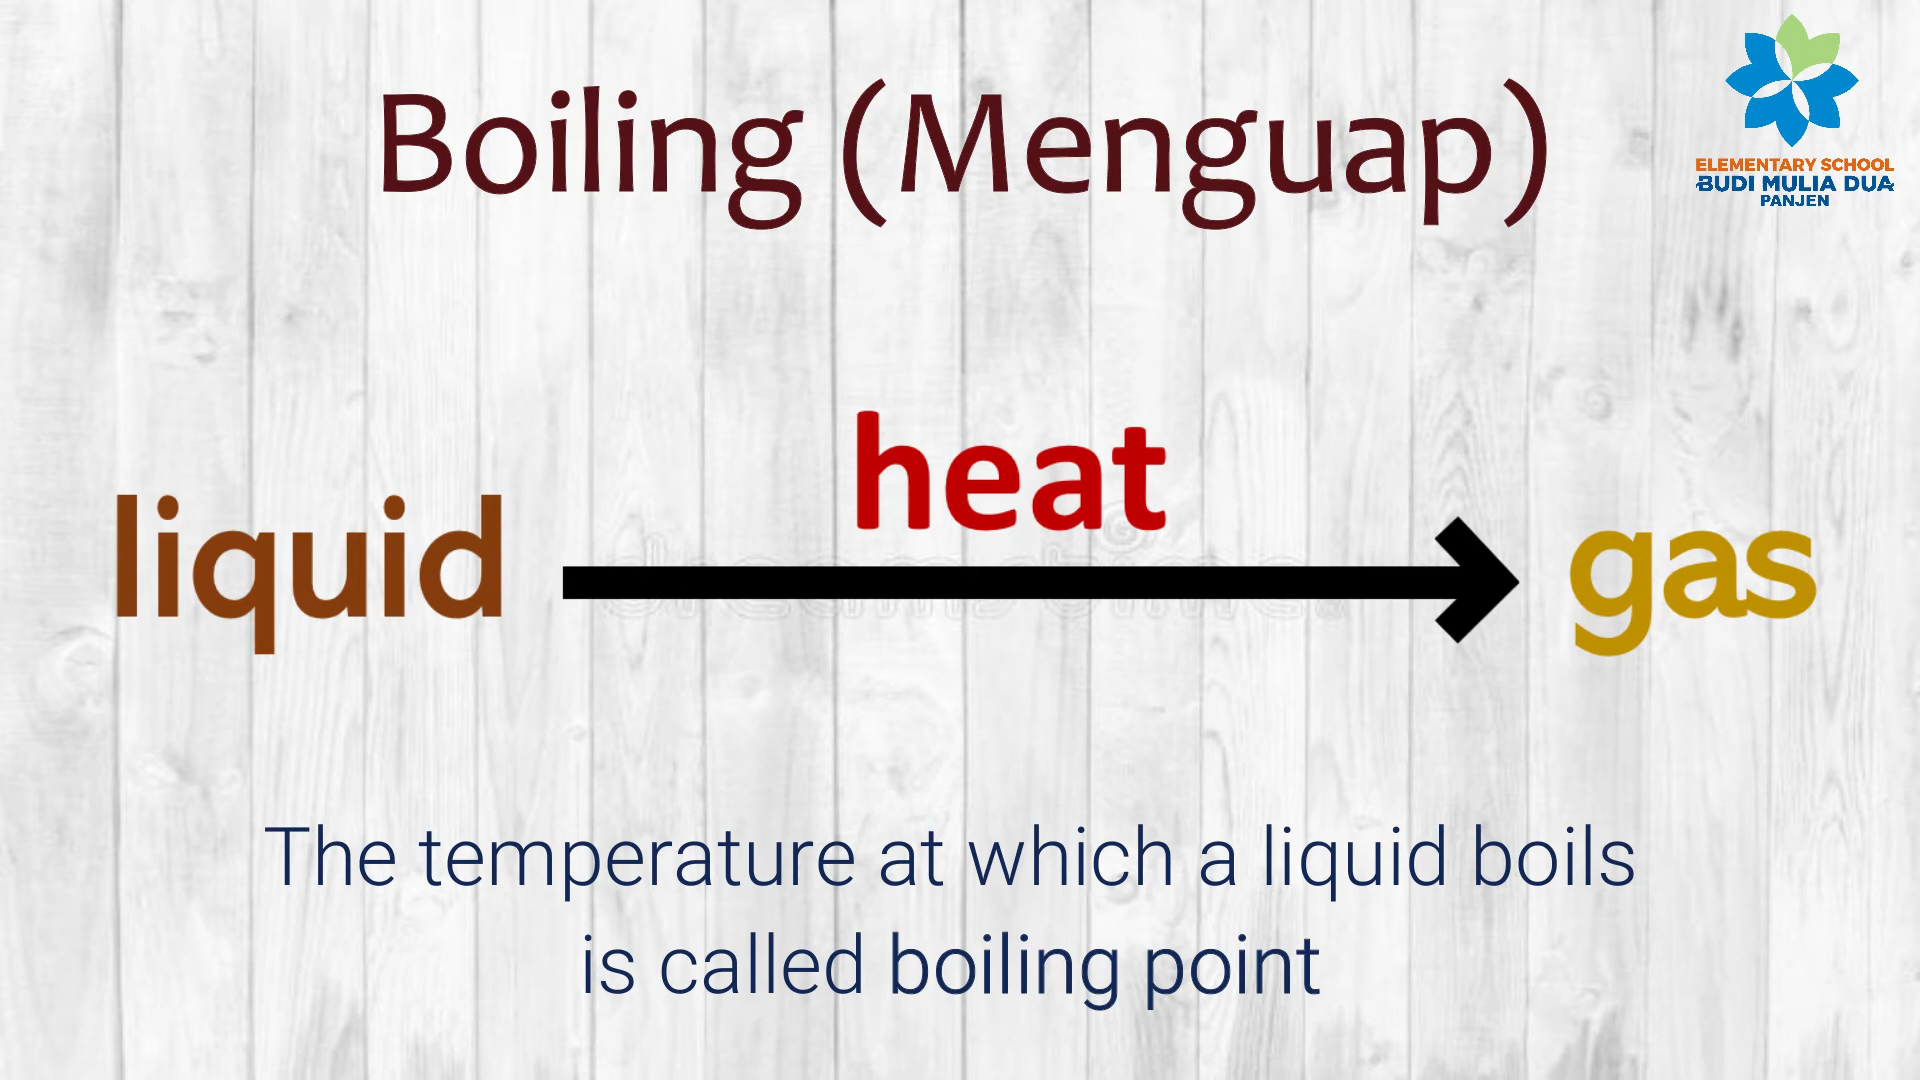 Boiling (Menguap)
ELEMENTARY SCHOOL
BUDI MULIA DUA
PANJEN
heat
liquid
gas
The temperature at which a liquid boils
is called boiling point